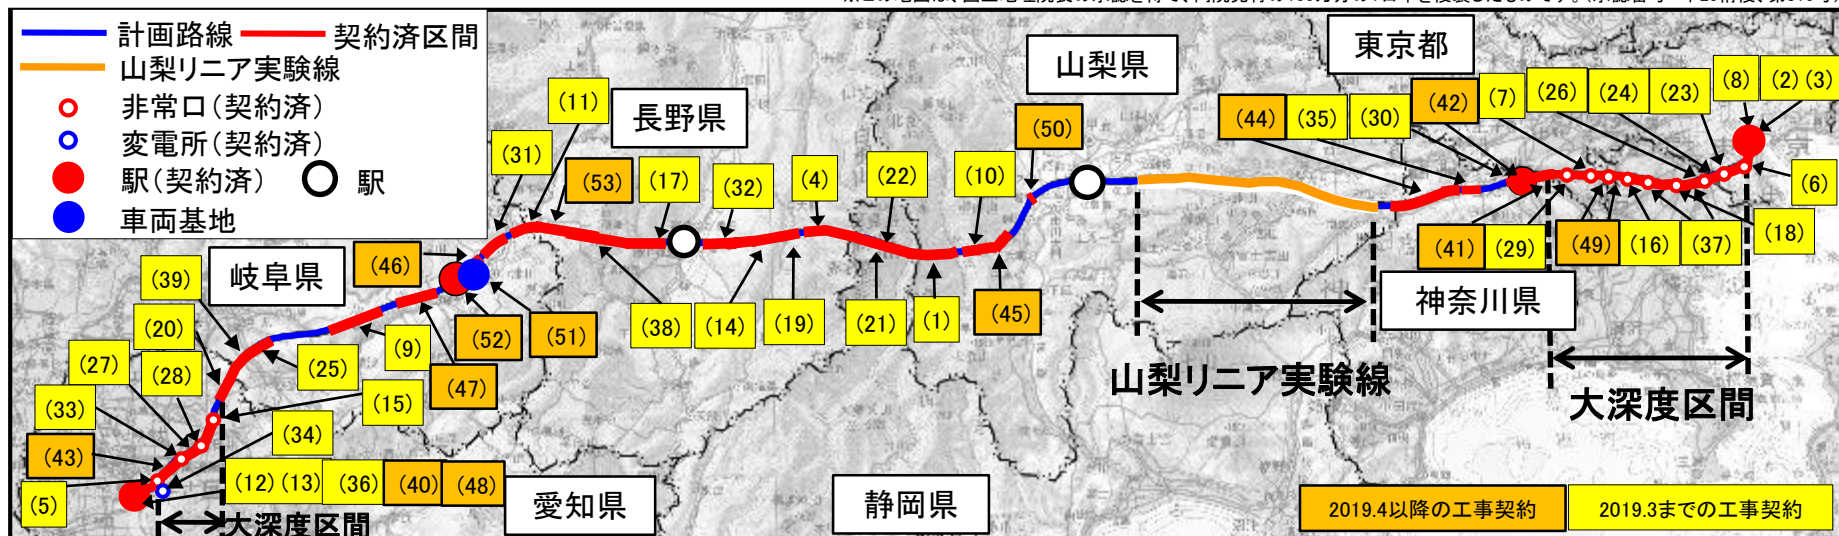 計画路線 契約済区間
山梨リニア実験線
非常口(契約済)
変電所(契約済)
駅(契約済) 駅
車両基地
長野県
山梨県
東京都
岐阜県
愛知県
静岡県
神奈川県
(11)
(31)
(53)
(17)
(32)
(4)
(22)
(10)
(50)
(44)
(35)
(30)
(42)
(7)
(26)
(24)
(23)
(8)
(2)(3)
(6)
(18)
(37)
(16)
(49)
(29)
(41)
(45)
(1)
(21)
(19)
(14)
(38)
(46)
(51)
(52)
(47)
(9)
(25)
(39)
(20)
(27)
(28)
(15)
(33)
(34)
(43)
(5)
(12)(13)
(36)
(40)
(48)
山梨リニア実験線
大深度区間
大深度区間
2019.4以降の工事契約
2019.3までの工事契約